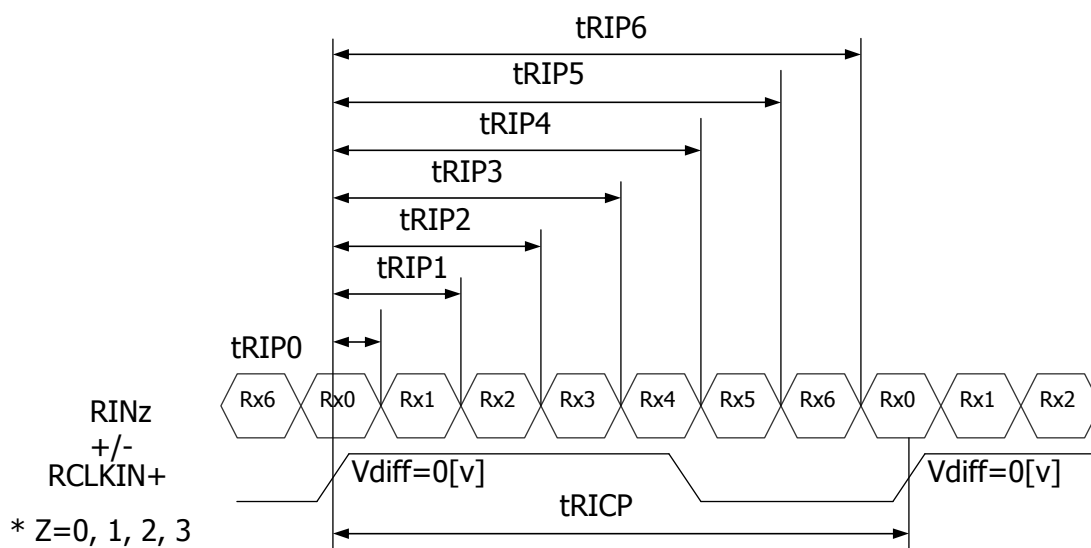 tRIP6
tRIP5
tRIP4
tRIP3
tRIP2
tRIP1
tRIP0
Rx6 Rx0 Rx1 Rx2 Rx3 Rx4 Rx5 Rx6 Rx0 Rx1 Rx2
RINz
+/-
RCLKIN+
Vdiff=0[v] Vdiff=0[v]
tRICP
* Z=0, 1, 2, 3